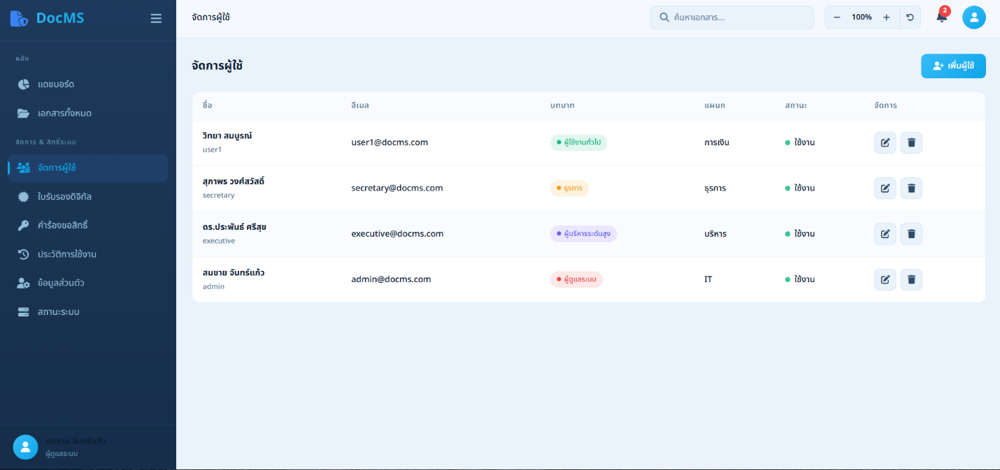 DocMS
หลัก
แดชบอร์ด
เอกสารทั้งหมด
จัดการ & สิทธิ์ระบบ
จัดการผู้ใช้
ใบรับรองดิจิทัล
คำร้องขอสิทธิ์
ประวัติการใช้งาน
ข้อมูลส่วนตัว
สถานะระบบ
สมชาย จันทร์แก้ว
ผู้ดูแลระบบ
จัดการผู้ใช้ ค้นหาเอกสาร... 100% 2
จัดการผู้ใช้ เพิ่มผู้ใช้
ชื่อ อีเมล บทบาท แผนก สถานะ จัดการ
วิทยา สมบูรณ์
user1 user1@docms.com ผู้ใช้งานทั่วไป การเงิน ใช้งาน
สุภาพร วงศ์สวัสดิ์
secretary secretary@docms.com ธุรการ ธุรการ ใช้งาน
ดร.ประพันธ์ ศรีสุข
executive executive@docms.com ผู้บริหารระดับสูง บริหาร ใช้งาน
สมชาย จันทร์แก้ว
admin admin@docms.com ผู้ดูแลระบบ IT ใช้งาน